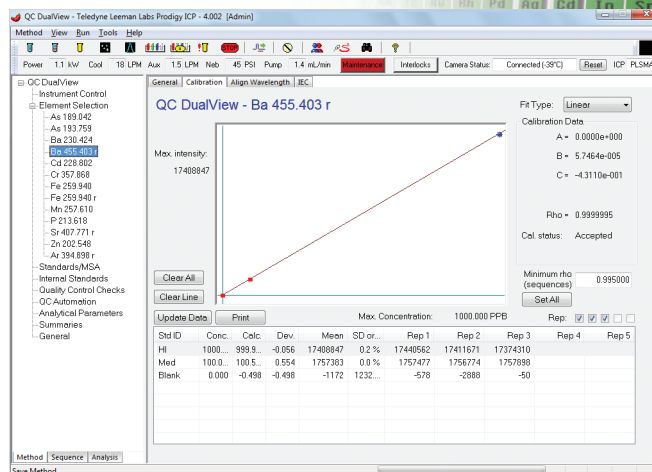 Pd Ag Cd In Sn
QC DualView - Teledyne Leeman Labs Prodigy ICP - 4.002 [Admin]
Method View Run Tools Help
STOP
Power 1.1 kW Cool 18 LPM Aux 1.5 LPM Neb 45 PSI Pump 1.4 mL/min Maintenance Interlocks Camera Status: Connected (-39°C) Reset ICP PLSMA
QC DualView
Instrument Control
Element Selection
As 189.042
As 193.759
Ba 230.424
Ba 455.403 r
Cd 228.802
Cr 357.868
Fe 259.940
Fe 259.940 r
Mn 257.610
P 213.618
Sr 407.771 r
Zn 202.548
Ar 394.898 r
Standards/MSA
Internal Standards
Quality Control Checks
QC Automation
Analytical Parameters
Summaries
General
General Calibration Align Wavelength IEC
QC DualView - Ba 455.403 r
Fit Type: Linear
Max. intensity:
17408847
Calibration Data
A = 0.0000e+000
B = 5.7464e-005
C = -4.3110e-001
Rho = 0.9999995
Cal. status: Accepted
Clear All
Clear Line
Minimum rho
(sequences)
0.995000
Set All
Update Data Print Max. Concentration: 1000.000 PPB Rep:
Std ID Conc. Calc. Dev. Mean SD or... Rep 1 Rep 2 Rep 3 Rep 4 Rep 5
HI 1000.... 999.9... -0.056 17408847 0.2 % 17440562 17411671 17374310
Med 100.0... 100.5... 0.554 1757383 0.0 % 1757477 1756774 1757898
Blank 0.000 -0.498 -0.498 -1172 1232.... -578 -2888 -50
Method Sequence Analysis
Save Method